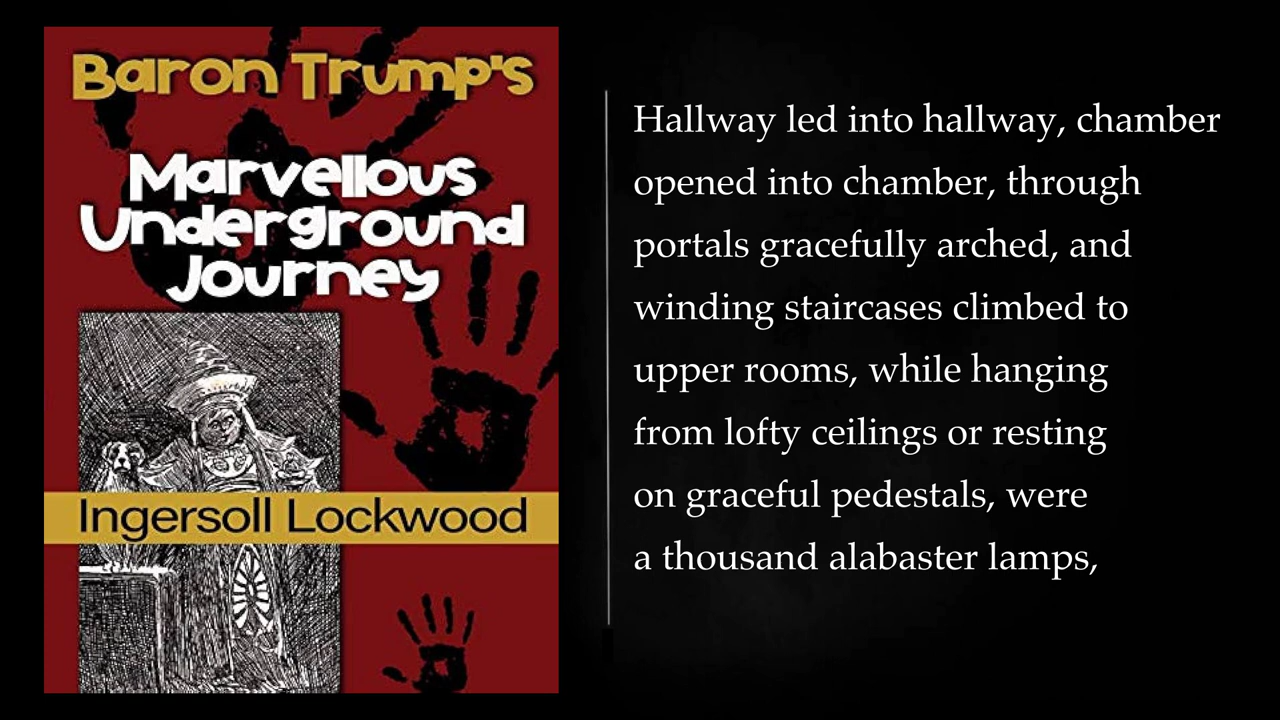 Baron Trump's
Marvellous
Underground
Journey
Ingersoll Lockwood
Hallway led into hallway, chamber
opened into chamber, through
portals gracefully arched, and
winding staircases climbed to
upper rooms, while hanging
from lofty ceilings or resting
on graceful pedestals, were
a thousand alabaster lamps,